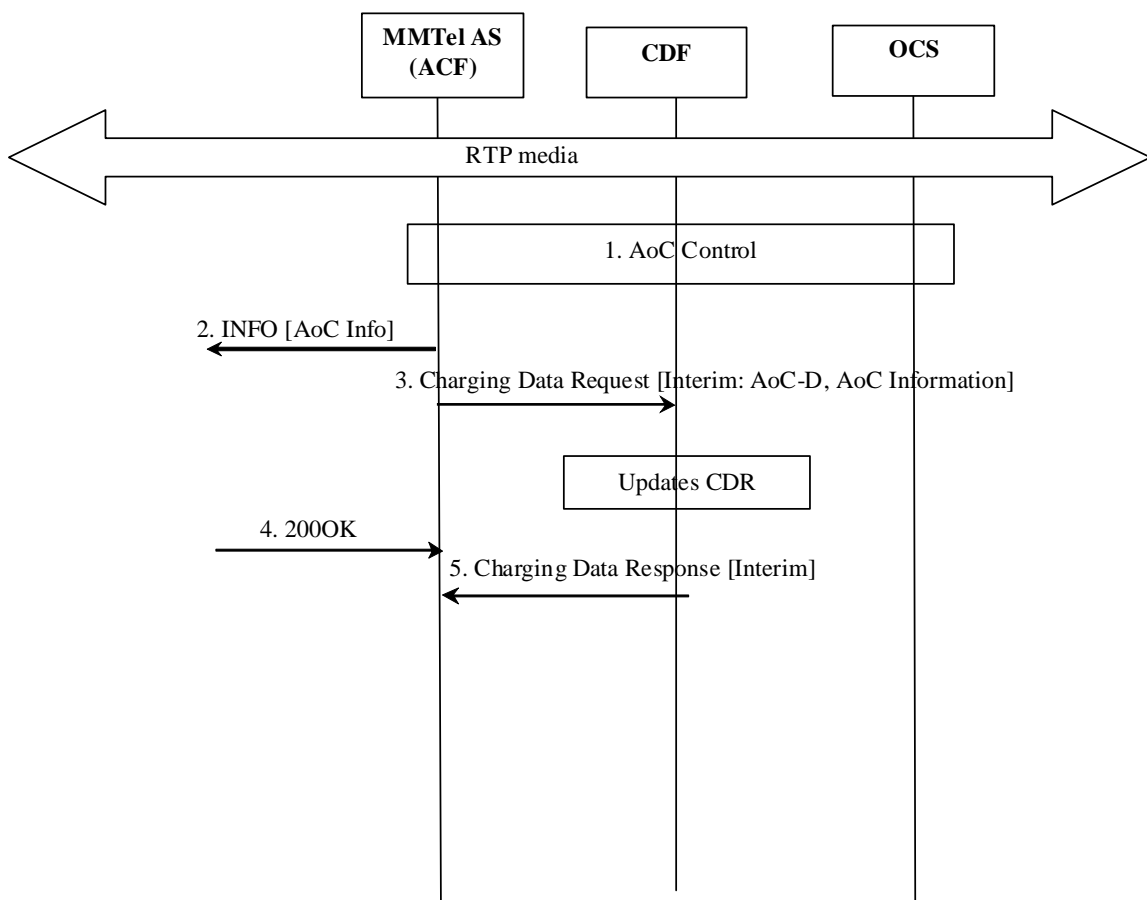 MMTel AS
(ACF)
CDF
OCS
RTP media
1. AoC Control
2. INFO [AoC Info]
3. Charging Data Request [Interim: AoC-D, AoC Information]
Updates CDR
4. 200OK
5. Charging Data Response [Interim]